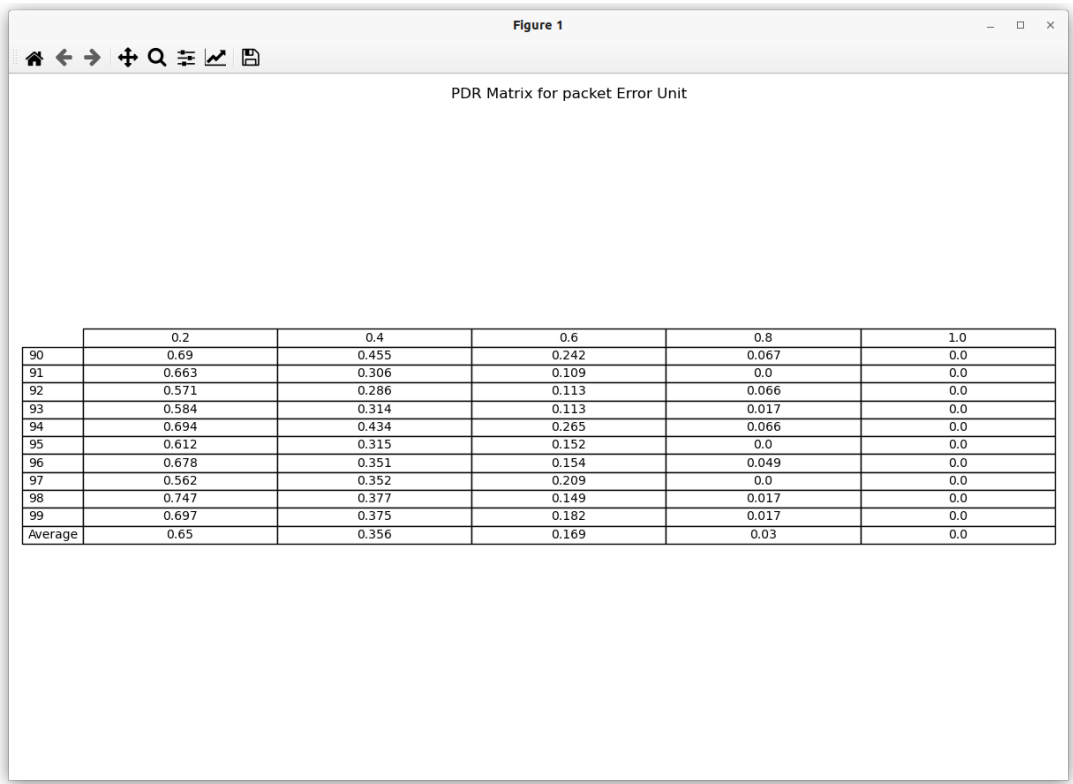 Figure 1
PDR Matrix for packet Error Unit
0.2 0.4 0.6 0.8 1.0
90 0.69 0.455 0.242 0.067 0.0
91 0.663 0.306 0.109 0.0 0.0
92 0.571 0.286 0.113 0.066 0.0
93 0.584 0.314 0.113 0.017 0.0
94 0.694 0.434 0.265 0.066 0.0
95 0.612 0.315 0.152 0.0 0.0
96 0.678 0.351 0.154 0.049 0.0
97 0.562 0.352 0.209 0.0 0.0
98 0.747 0.377 0.149 0.017 0.0
99 0.697 0.375 0.182 0.017 0.0
Average 0.65 0.356 0.169 0.03 0.0